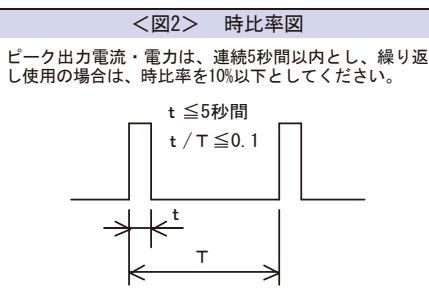 <図2> 時比率図
ピーク出力電流・電力は、連続5秒間以内とし、繰り返
し使用の場合は、時比率を10%以下としてください。
t ≦5秒間
t /T≦0.1
t
T